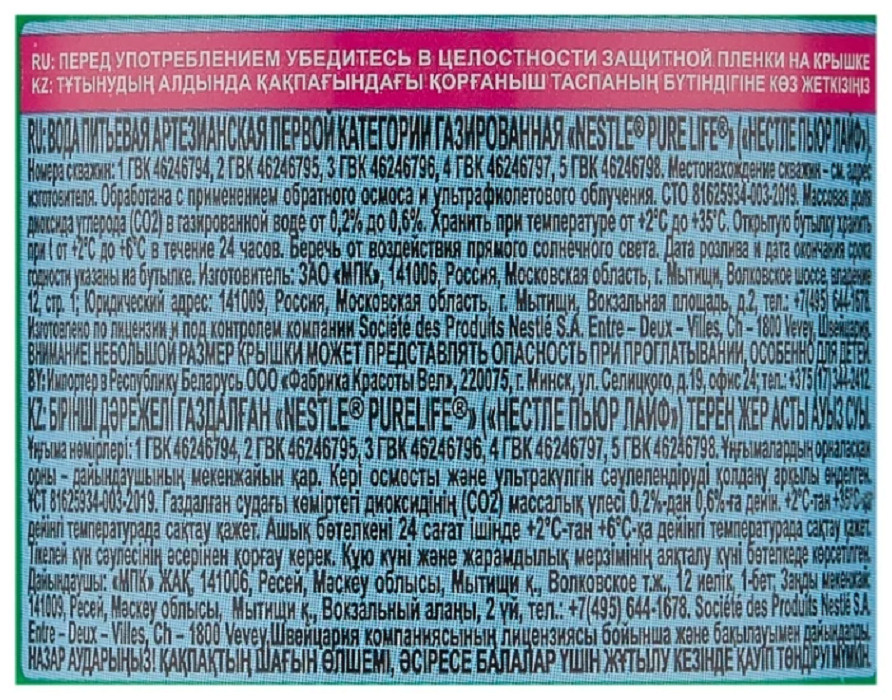 RU: ПЕРЕД УПОТРЕБЛЕНИЕМ УБЕДИТЕСЬ В ЦЕЛОСТНОСТИ ЗАЩИТНОЙ ПЛЕНКИ НА КРЫШКЕ
KZ: ТҰТЫНУДЫҢ АЛДЫНДА ҚАҚПАҒЫНДАҒЫ ҚОРҒАНЫШ ТАСПАНЫҢ БҮТІНДІГІНЕ КӨЗ ЖЕТКІЗІҢІЗ
RU: ВОДА ПИТЬЕВАЯ АРТЕЗИАНСКАЯ ПЕРВОЙ КАТЕГОРИИ ГАЗИРОВАННАЯ «NESTLE® PURE LIFE®» («НЕСТЛЕ ПЬЮР ЛАЙФ»).
Номера скважин: 1 ГВК 46246794, 2 ГВК 46246795, 3 ГВК 46246796, 4 ГВК 46246797, 5 ГВК 46246798. Местонахождение скважин – см. адрес
изготовителя. Обработана с применением обратного осмоса и ультрафиолетового облучения. СТО 81625934-003-2019. Массовая доля
диоксида углерода (СО2) в газированной воде от 0,2% до 0,6%. Хранить при температуре от +2°С до +35°С. Открытую бутылку хранить
при t от +2°С до +6°С в течение 24 часов. Беречь от воздействия прямого солнечного света. Дата розлива и дата окончания срока
годности указаны на бутылке. Изготовитель: ЗАО «МПК», 141006, Россия, Московская область, г. Мытищи, Волковское шоссе, владение
12, стр. 1; Юридический адрес: 141009, Россия, Московская область, г. Мытищи, Вокзальная площадь, д.2, тел.: +7(495) 644-1678.
Изготовлено по лицензии и под контролем компании Société des Produits Nestlé S.A. Entre – Deux – Villes, Ch – 1800 Vevey, Швейцария.
ВНИМАНИЕ! НЕБОЛЬШОЙ РАЗМЕР КРЫШКИ МОЖЕТ ПРЕДСТАВЛЯТЬ ОПАСНОСТЬ ПРИ ПРОГЛАТЫВАНИИ, ОСОБЕННО ДЛЯ ДЕТЕЙ.
BY: Импортер в Республику Беларусь ООО «Фабрика Красоты Вел», 220075, г. Минск, ул. Селицкого, д.19, офис 24; тел.: +375 (17) 344-2412.
KZ: БІРІНШІ ДӘРЕЖЕЛІ ГАЗДАЛҒАН «NESTLE® PURELIFE®» («НЕСТЛЕ ПЬЮР ЛАЙФ») ТЕРЕН ЖЕР АСТЫ АУЫЗ СУЫ.
Ұңғыма нөмірлері: 1 ГВК 46246794, 2 ГВК 46246795, 3 ГВК 46246796, 4 ГВК 46246797, 5 ГВК 46246798. Ұңғымалардың орналасқан
орны – дайындаушының мекенжайын қар. Кері осмосты және ультракүлгін сәулелендіруді қолдану арқылы өңделген.
ҰСТ 81625934-003-2019. Газдалған судағы көміртегі диоксидінің (СО2) массалық үлесі 0,2%-дан 0,6%-ға дейін. +2°С-тан +35°С-қа
дейінгі температурада сақтау қажет. Ашық бөтелкені 24 сағат ішінде +2°С-тан +6°С-қа дейінгі температурада сақтау қажет.
Тікелей күн сәулесінің әсерінен қорғау керек. Құю күні және жарамдылық мерзімінің аяқталу күні бөтелкеде көрсетілген.
Дайындаушы: «МПК» ЖАҚ, 141006, Ресей, Мәскеу облысы, Мытищи қ., Волковское т.ж., 12 иелік, 1-бет; Заңды мекенжай:
141009, Ресей, Мәскеу облысы, Мытищи қ., Вокзальный алаңы, 2 үй, тел.: +7(495) 644-1678. Société des Produits Nestlé S.A.
Entre – Deux – Villes, Ch – 1800 Vevey, Швейцария компаниясының лицензиясы бойынша және бақылауымен дайындалды.
НАЗАР АУДАРЫҢЫЗ! ҚАҚПАҚТЫҢ ШАҒЫН ӨЛШЕМІ, ӘСІРЕСЕ БАЛАЛАР ҮШІН ЖҰТЫЛУ КЕЗІНДЕ ҚАУІП ТӨНДІРУІ МҮМКІН.